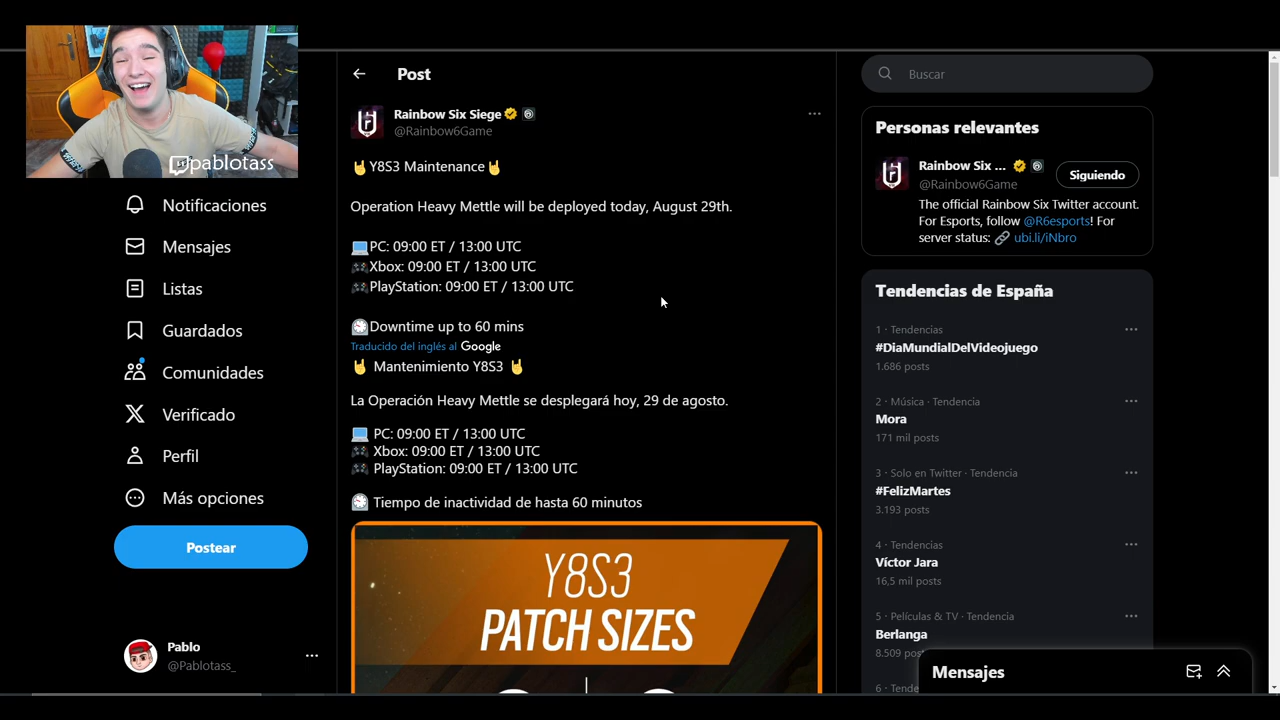 @pablotass
Notificaciones
Mensajes
Listas
Guardados
Comunidades
Verificado
Perfil
Más opciones
Postear
Pablo
@Pablotass_
Post
Rainbow Six Siege
@Rainbow6Game
🤘Y8S3 Maintenance🤘
Operation Heavy Mettle will be deployed today, August 29th.
💻PC: 09:00 ET / 13:00 UTC
🎮Xbox: 09:00 ET / 13:00 UTC
🎮PlayStation: 09:00 ET / 13:00 UTC
🕙Downtime up to 60 mins
Traducido del inglés al Google
🤘 Mantenimiento Y8S3 🤘
La Operación Heavy Mettle se desplegará hoy, 29 de agosto.
💻 PC: 09:00 ET / 13:00 UTC
🎮 Xbox: 09:00 ET / 13:00 UTC
🎮 PlayStation: 09:00 ET / 13:00 UTC
🕙 Tiempo de inactividad de hasta 60 minutos
Y8S3
PATCH SIZES
Buscar
Personas relevantes
Rainbow Six ...
@Rainbow6Game
Siguiendo
The official Rainbow Six Twitter account.
For Esports, follow @R6esports! For
server status: 🔗 ubi.li/iNbro
Tendencias de España
1 · Tendencias
#DiaMundialDelVideojuego
1.686 posts
2 · Música · Tendencia
Mora
171 mil posts
3 · Solo en Twitter · Tendencia
#FelizMartes
3.193 posts
4 · Tendencias
Víctor Jara
16,5 mil posts
5 · Películas & TV · Tendencia
Berlanga
8.509 post
6 · Tende
Mensajes